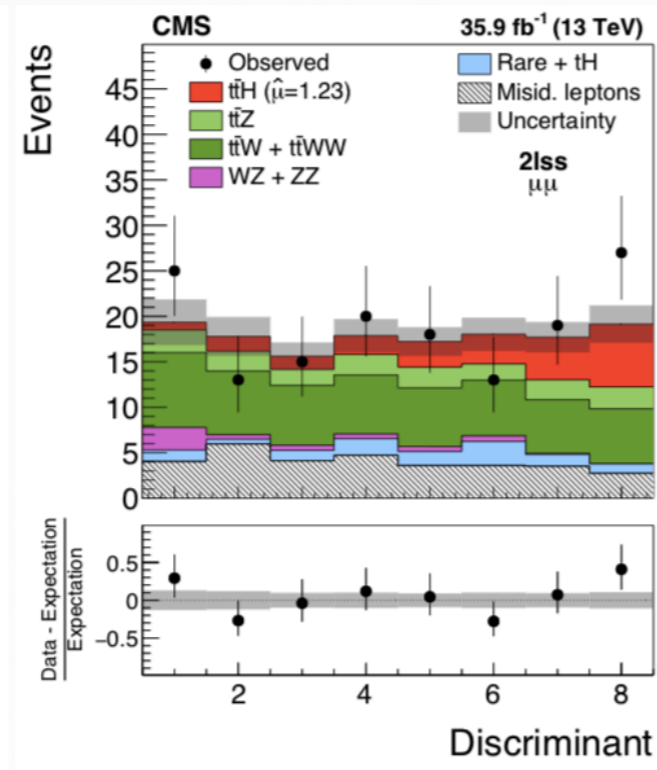 CMS 35.9 fb⁻¹ (13 TeV)
Events
Observed
tt̄H (μ̂=1.23)
tt̄Z
tt̄W + tt̄WW
WZ + ZZ
Rare + tH
Misid. leptons
Uncertainty
2lss
μμ
45
40
35
30
25
20
15
10
5
0
Data - Expectation
Expectation
0.5
0
−0.5
2 4 6 8
Discriminant